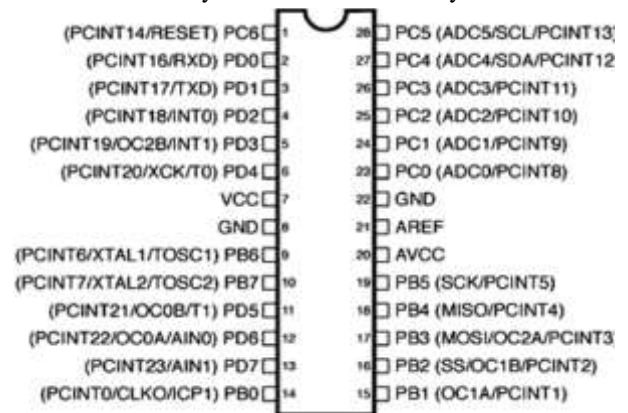 (PCINT14/RESET) PC6 1 28 PC5 (ADC5/SCL/PCINT13)
(PCINT16/RXD) PD0 2 27 PC4 (ADC4/SDA/PCINT12
(PCINT17/TXD) PD1 3 26 PC3 (ADC3/PCINT11)
(PCINT18/INT0) PD2 4 25 PC2 (ADC2/PCINT10)
(PCINT19/OC2B/INT1) PD3 5 24 PC1 (ADC1/PCINT9)
(PCINT20/XCK/T0) PD4 6 23 PC0 (ADC0/PCINT8)
VCC 7 22 GND
GND 8 21 AREF
(PCINT6/XTAL1/TOSC1) PB6 9 20 AVCC
(PCINT7/XTAL2/TOSC2) PB7 10 19 PB5 (SCK/PCINT5)
(PCINT21/OC0B/T1) PD5 11 18 PB4 (MISO/PCINT4)
(PCINT22/OC0A/AIN0) PD6 12 17 PB3 (MOSI/OC2A/PCINT3)
(PCINT23/AIN1) PD7 13 16 PB2 (SS/OC1B/PCINT2)
(PCINT0/CLKO/ICP1) PB0 14 15 PB1 (OC1A/PCINT1)